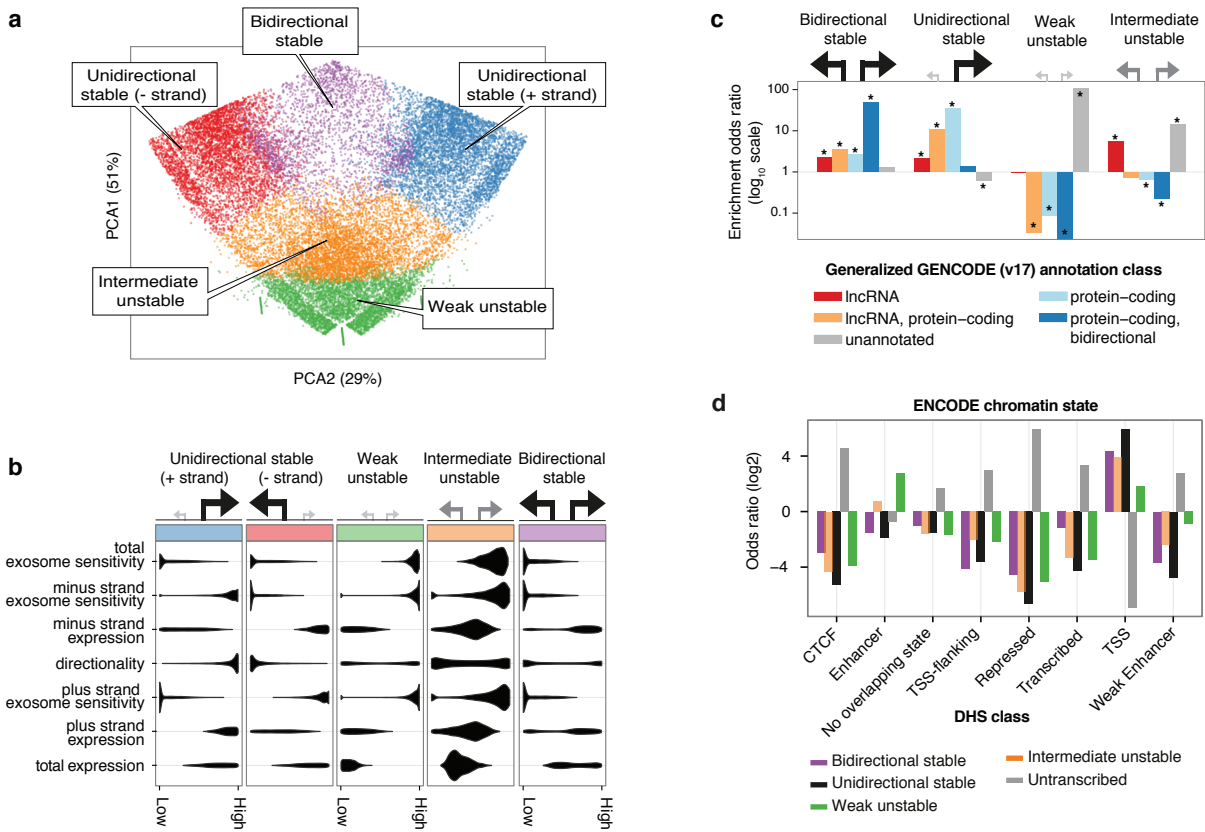 a
Bidirectional
stable
Unidirectional
stable (- strand)
Unidirectional
stable (+ strand)
Intermediate
unstable
Weak unstable
PCA1 (51%)
PCA2 (29%)
b
Unidirectional stable
(+ strand)
(- strand)
Weak
unstable
Intermediate
unstable
Bidirectional
stable
total
exosome sensitivity
minus strand
exosome sensitivity
minus strand
expression
directionality
plus strand
exosome sensitivity
plus strand
expression
total expression
Low
High
Low
High
Low
High
Low
High
Low
High
c
Bidirectional
stable
Unidirectional
stable
Weak
unstable
Intermediate
unstable
Enrichment odds ratio
(log10 scale)
100
10
1
0.1
* * * *
* * * *
* * * *
* * * *
Generalized GENCODE (v17) annotation class
lncRNA
lncRNA, protein−coding
unannotated
protein−coding
protein−coding,
bidirectional
d
ENCODE chromatin state
Odds ratio (log2)
4
0
−4
CTCF
Enhancer
No overlapping state
TSS-flanking
Repressed
Transcribed
TSS
Weak Enhancer
DHS class
Bidirectional stable
Unidirectional stable
Weak unstable
Intermediate unstable
Untranscribed